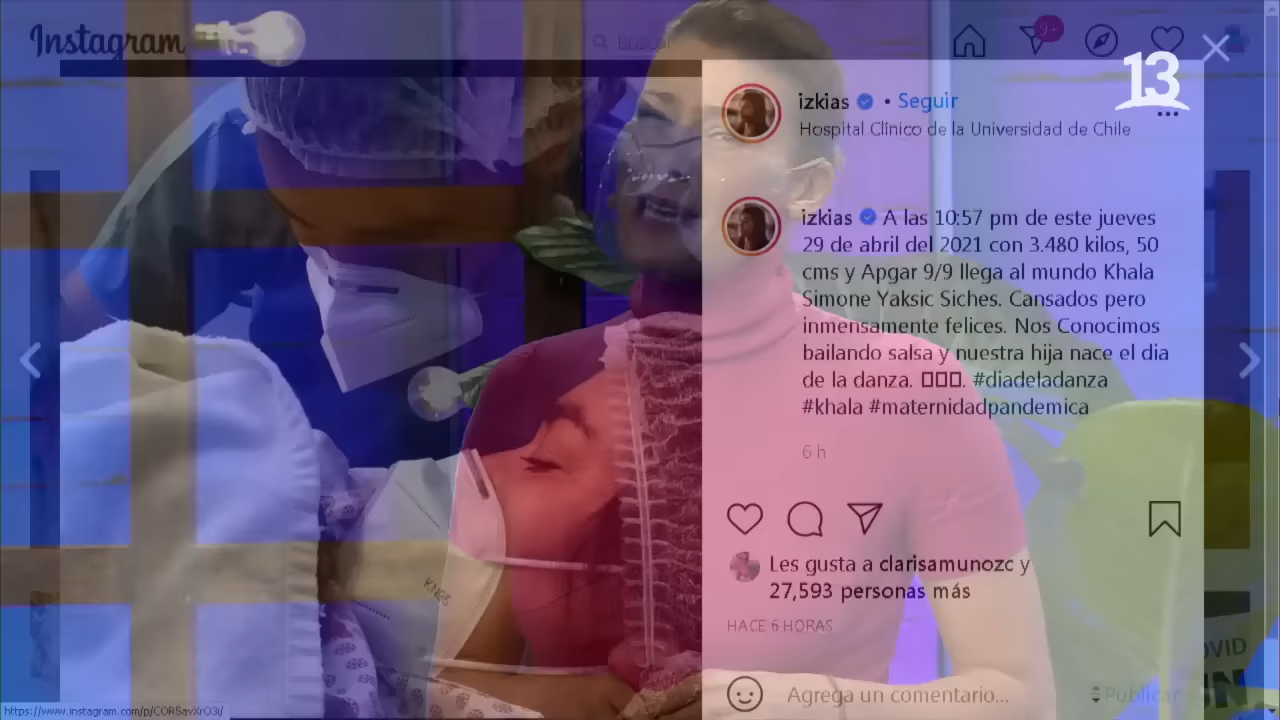 Instagram
Buscar
9+
13
izkias • Seguir
Hospital Clínico de la Universidad de Chile
izkias A las 10:57 pm de este jueves
29 de abril del 2021 con 3.480 kilos, 50
cms y Apgar 9/9 llega al mundo Khala
Simone Yaksic Siches. Cansados pero
inmensamente felices. Nos Conocimos
bailando salsa y nuestra hija nace el dia
de la danza. 🀆🀆🀆. #diadeladanza
#khala #maternidadpandemica
6 h
Les gusta a clarisamunozc y
27,593 personas más
HACE 6 HORAS
KN95
OVID
Agrega un comentario...
Publicar
https://www.instagram.com/p/CORSavXrO3i/